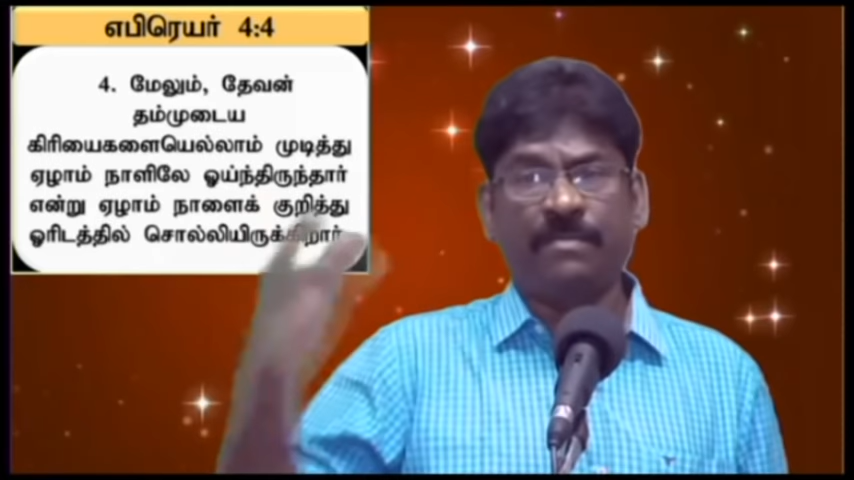 எபிரெயர் 4:4
4. மேலும், தேவன்
தம்முடைய
கிரியைகளையெல்லாம் முடித்து
ஏழாம் நாளிலே ஓய்ந்திருந்தார்
என்று ஏழாம் நாளைக் குறித்து
ஓரிடத்தில் சொல்லியிருக்கிறார்.